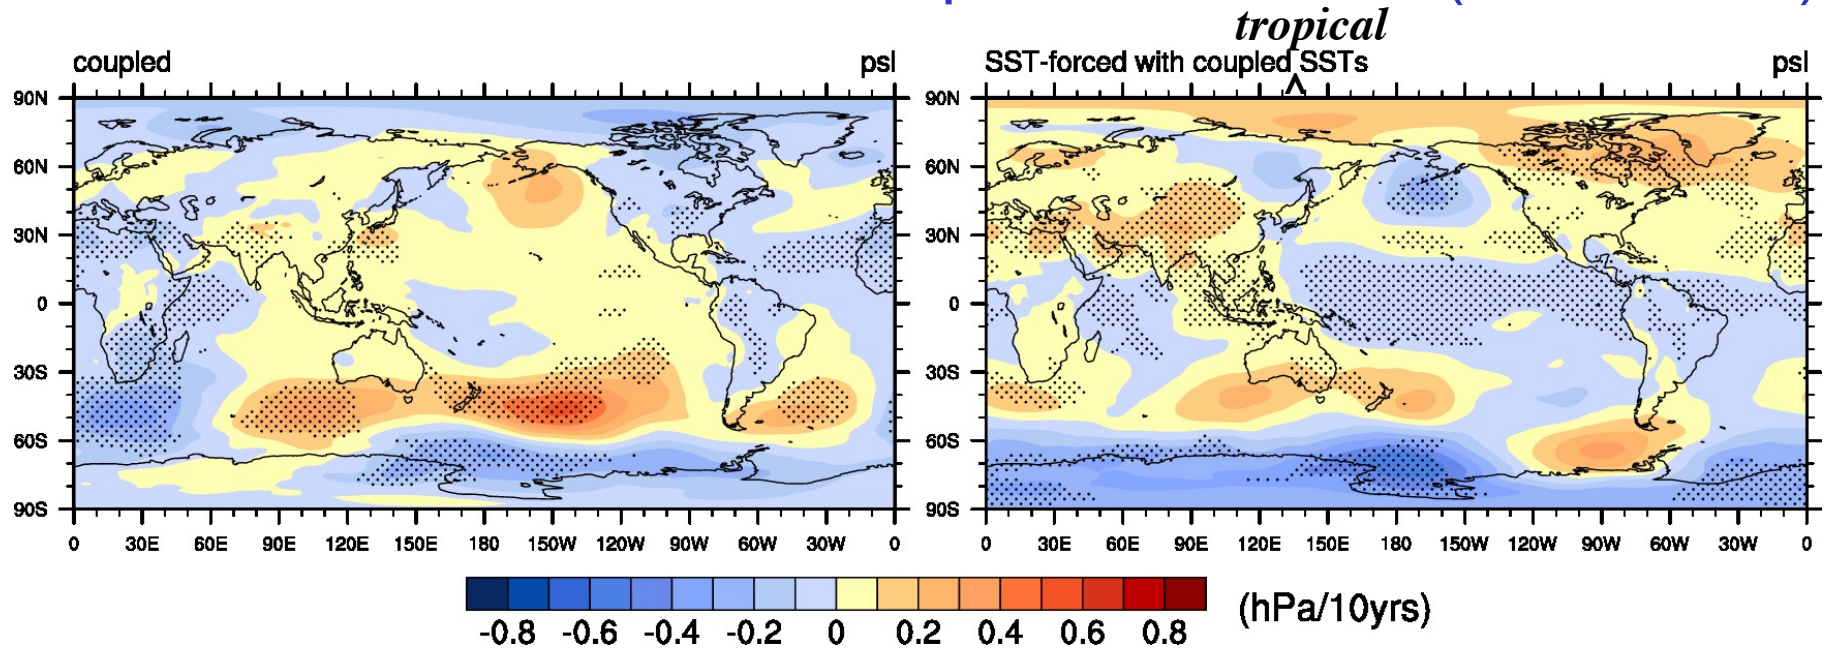 tropical
coupled psl
SST-forced with coupled SSTs psl
^
90N
60N
30N
0
30S
60S
90S
0 30E 60E 90E 120E 150E 180 150W 120W 90W 60W 30W 0
90N
60N
30N
0
30S
60S
90S
0 30E 60E 90E 120E 150E 180 150W 120W 90W 60W 30W 0
-0.8 -0.6 -0.4 -0.2 0 0.2 0.4 0.6 0.8
(hPa/10yrs)